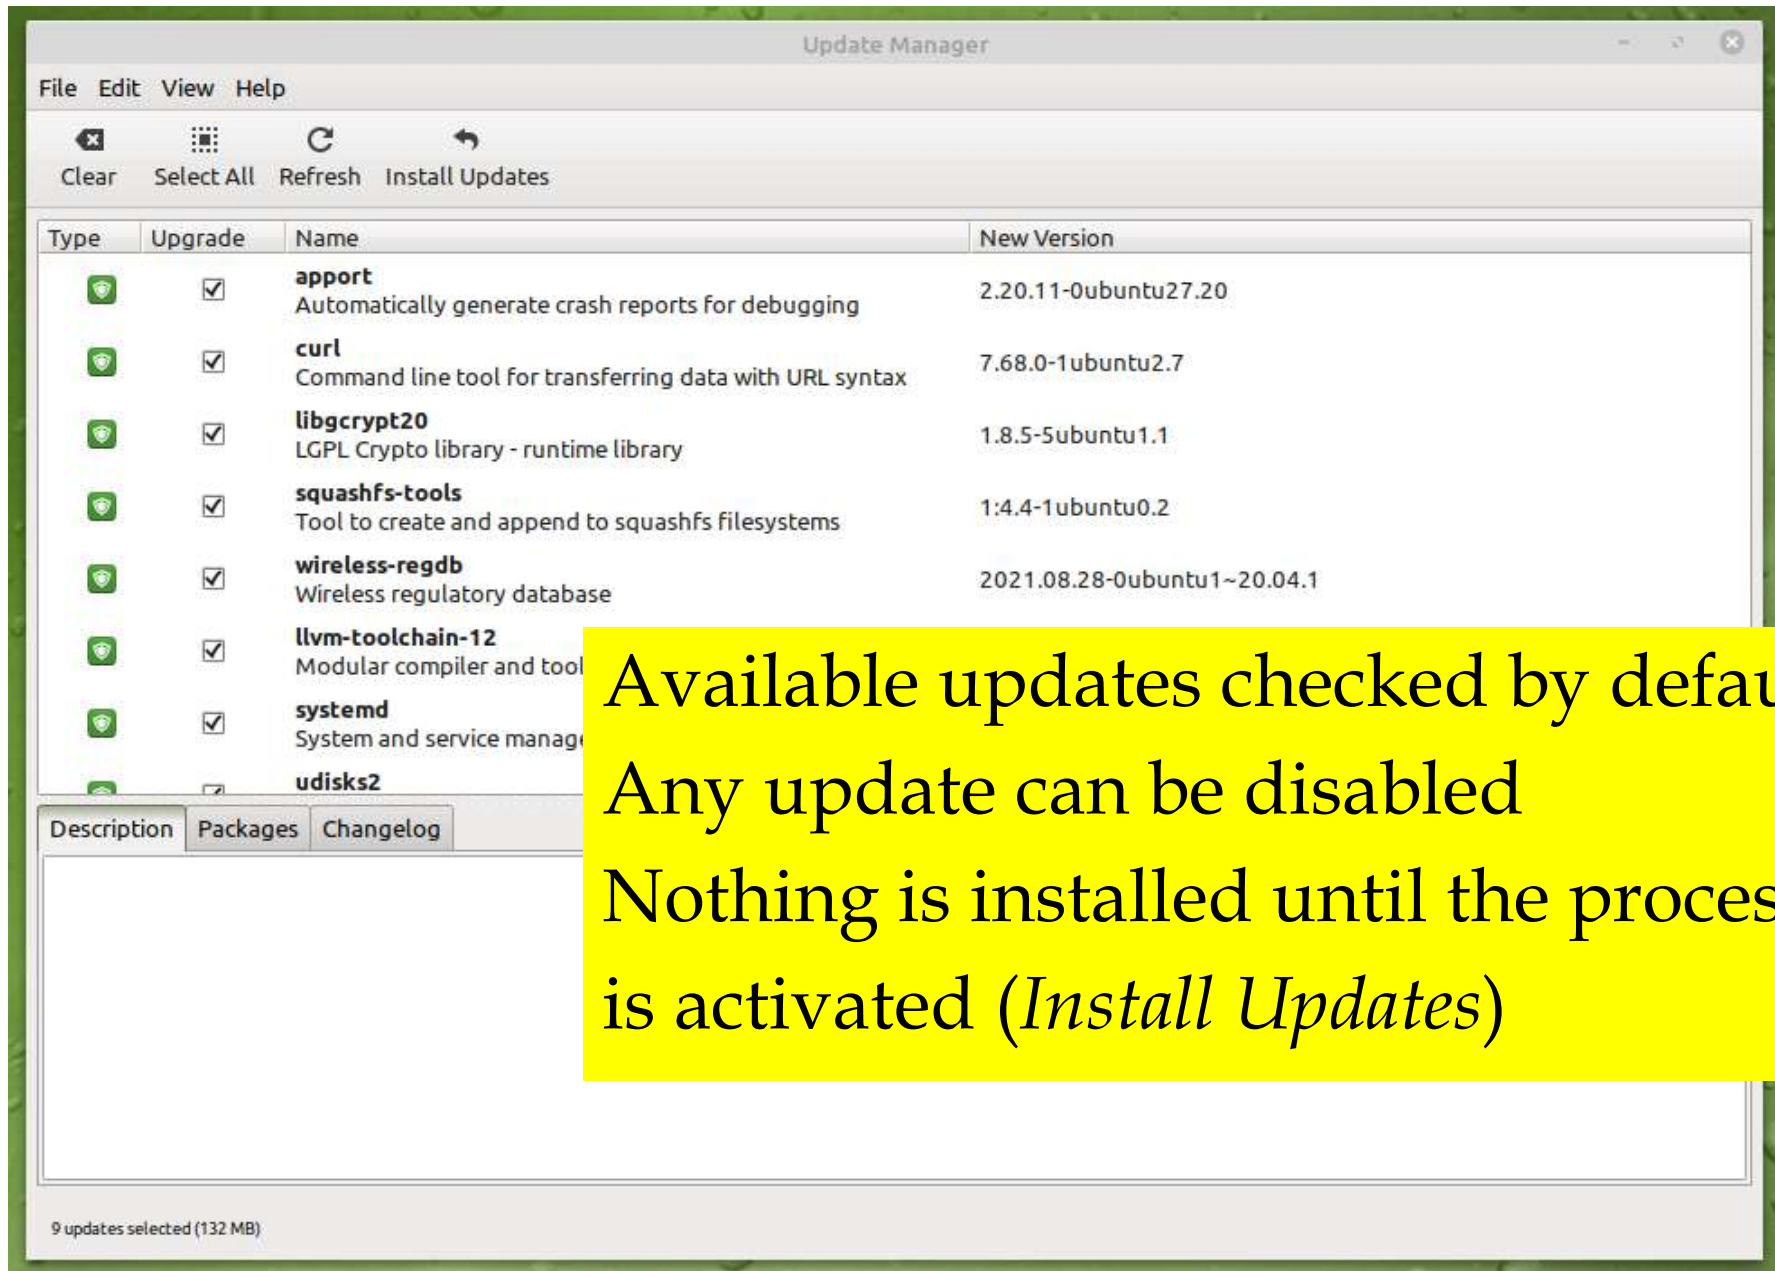 Update Manager
File Edit View Help
Clear Select All Refresh Install Updates
Type Upgrade Name New Version
apport
Automatically generate crash reports for debugging
2.20.11-0ubuntu27.20
curl
Command line tool for transferring data with URL syntax
7.68.0-1ubuntu2.7
libgcrypt20
LGPL Crypto library - runtime library
1.8.5-5ubuntu1.1
squashfs-tools
Tool to create and append to squashfs filesystems
1:4.4-1ubuntu0.2
wireless-regdb
Wireless regulatory database
2021.08.28-0ubuntu1~20.04.1
llvm-toolchain-12
Modular compiler and tool
systemd
System and service manage
udisks2
Available updates checked by defau
Any update can be disabled
Nothing is installed until the proces
is activated (Install Updates)
Description Packages Changelog
9 updates selected (132 MB)